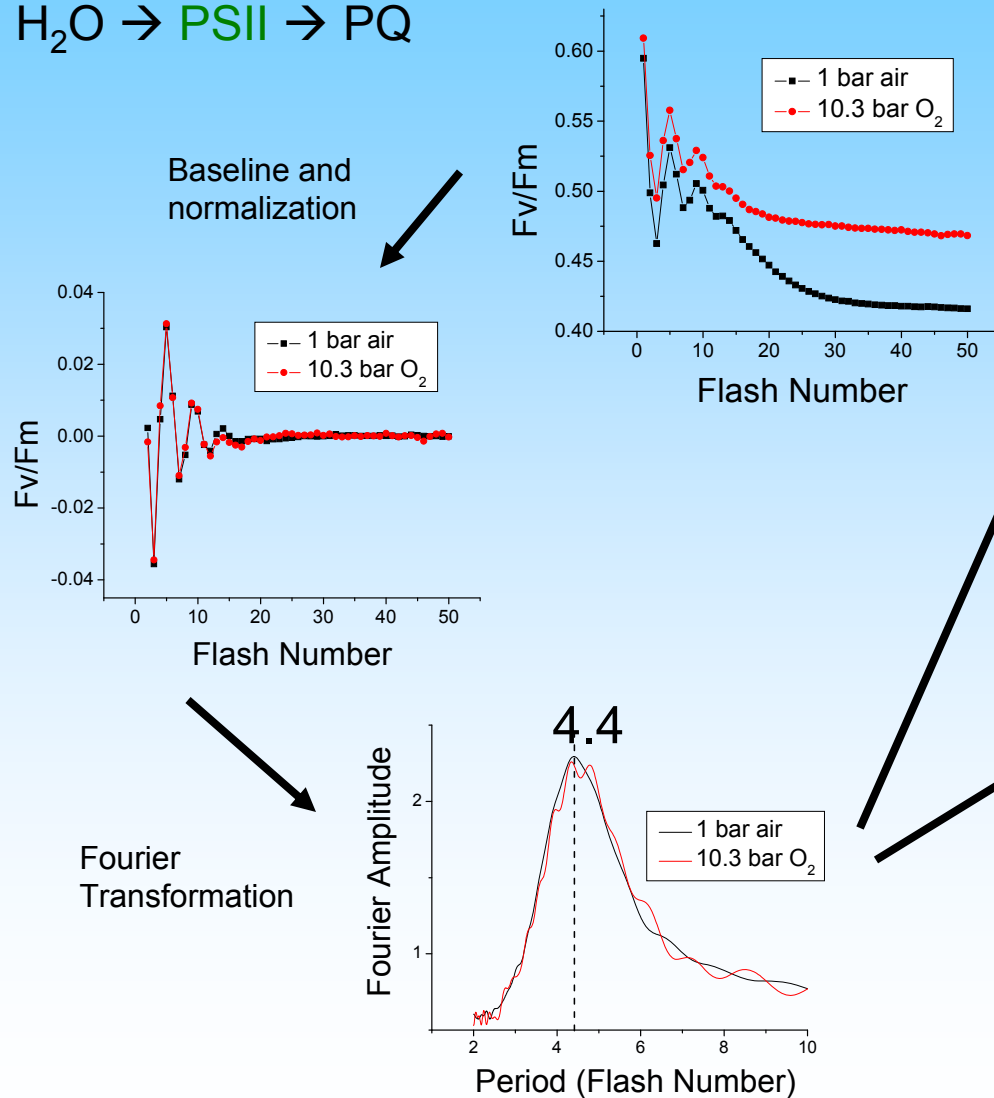 H₂O → PSII → PQ
0.60
0.55
0.50
0.45
0.40
Fv/Fm
1 bar air
10.3 bar O₂
0 10 20 30 40 50
Flash Number
Baseline and
normalization
0.04
0.02
0.00
-0.02
-0.04
Fv/Fm
1 bar air
10.3 bar O₂
0 10 20 30 40 50
Flash Number
Fourier
Transformation
4.4
2
1
Fourier Amplitude
1 bar air
10.3 bar O₂
2 4 6 8 10
Period (Flash Number)